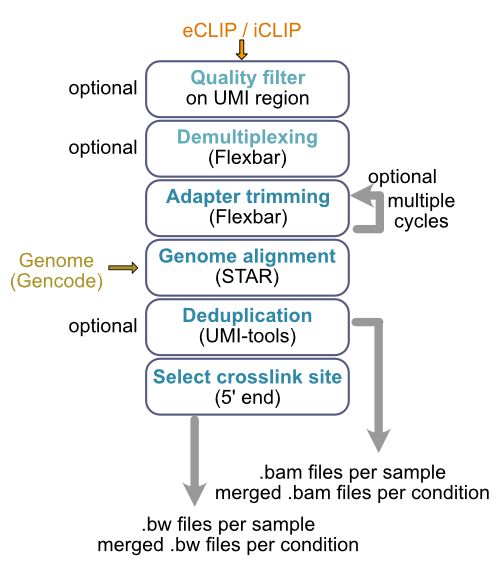 eCLIP / iCLIP
optional
Quality filter
on UMI region
optional
Demultiplexing
(Flexbar)
optional
Adapter trimming
(Flexbar)
multiple
cycles
Genome
(Gencode)
Genome alignment
(STAR)
optional
Deduplication
(UMI-tools)
Select crosslink site
(5' end)
.bam files per sample
merged .bam files per condition
.bw files per sample
merged .bw files per condition